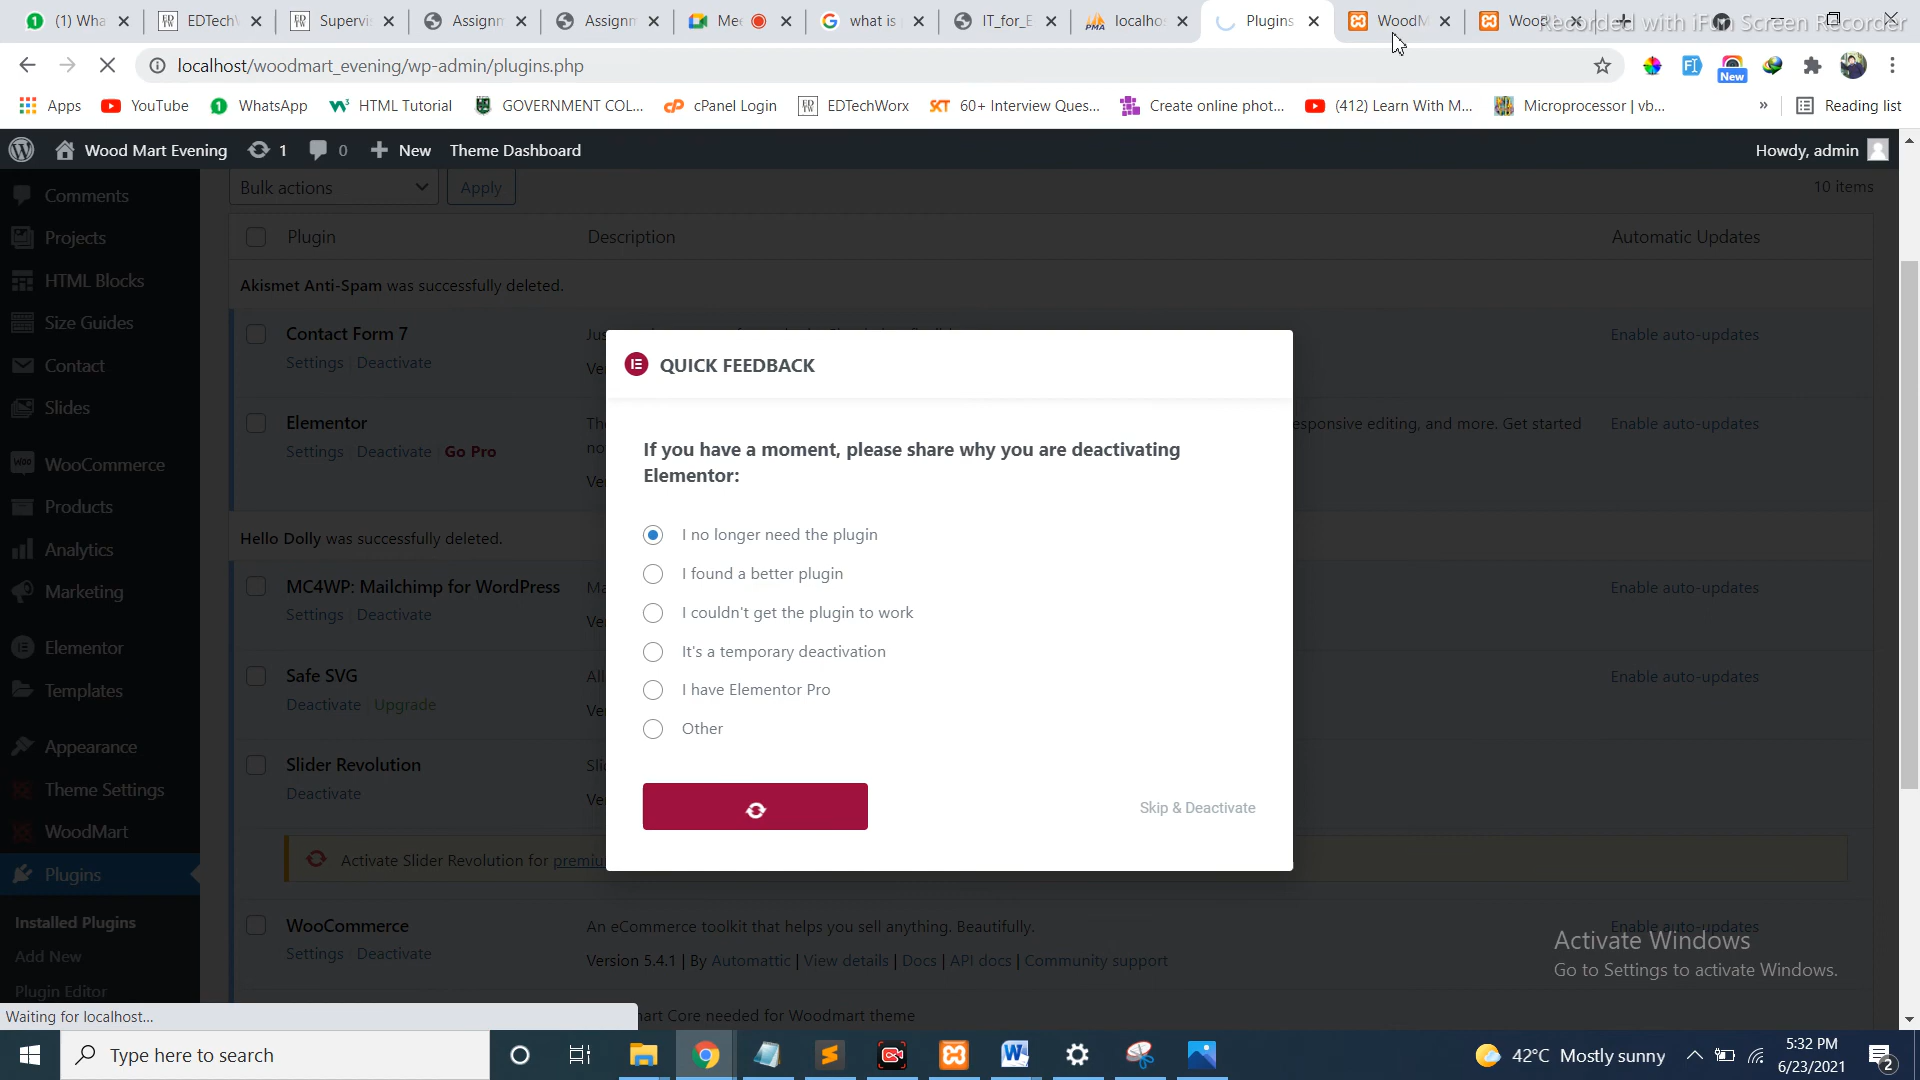 (1) Wha
EDTech
Supervi
Assignm
Assignm
Me
what is
IT_for_E
localho
Plugins
WoodM
Recorded with iFun Screen Recorder
localhost/woodmart_evening/wp-admin/plugins.php
New
Apps
YouTube
WhatsApp
HTML Tutorial
GOVERNMENT COL...
cPanel Login
EDTechWorx
60+ Interview Ques...
Create online phot...
(412) Learn With M...
Microprocessor | vb...
»
Reading list
Wood Mart Evening
1
0
New
Theme Dashboard
Howdy, admin
Comments
Projects
HTML Blocks
Size Guides
Contact
Slides
WooCommerce
Products
Analytics
Marketing
Elementor
Templates
Appearance
Theme Settings
WoodMart
Plugins
Installed Plugins
Add New
Plugin Editor
Bulk actions
Apply
10 items
Plugin
Description
Automatic Updates
Akismet Anti-Spam was successfully deleted.
Contact Form 7
Settings | Deactivate
Enable auto-updates
Elementor
Settings | Deactivate | Go Pro
esponsive editing, and more. Get started
Enable auto-updates
Hello Dolly was successfully deleted.
MC4WP: Mailchimp for WordPress
Settings | Deactivate
Enable auto-updates
Safe SVG
Deactivate | Upgrade
Enable auto-updates
Slider Revolution
Deactivate
Activate Slider Revolution for premiu
WooCommerce
Settings | Deactivate
An eCommerce toolkit that helps you sell anything. Beautifully.
Version 5.4.1 | By Automattic | View details | Docs | API docs | Community support
Enable auto-updates
mart Core needed for Woodmart theme
QUICK FEEDBACK
If you have a moment, please share why you are deactivating
Elementor:
I no longer need the plugin
I found a better plugin
I couldn't get the plugin to work
It's a temporary deactivation
I have Elementor Pro
Other
Skip & Deactivate
Activate Windows
Go to Settings to activate Windows.
Waiting for localhost...
Type here to search
42°C Mostly sunny
5:32 PM
6/23/2021
2